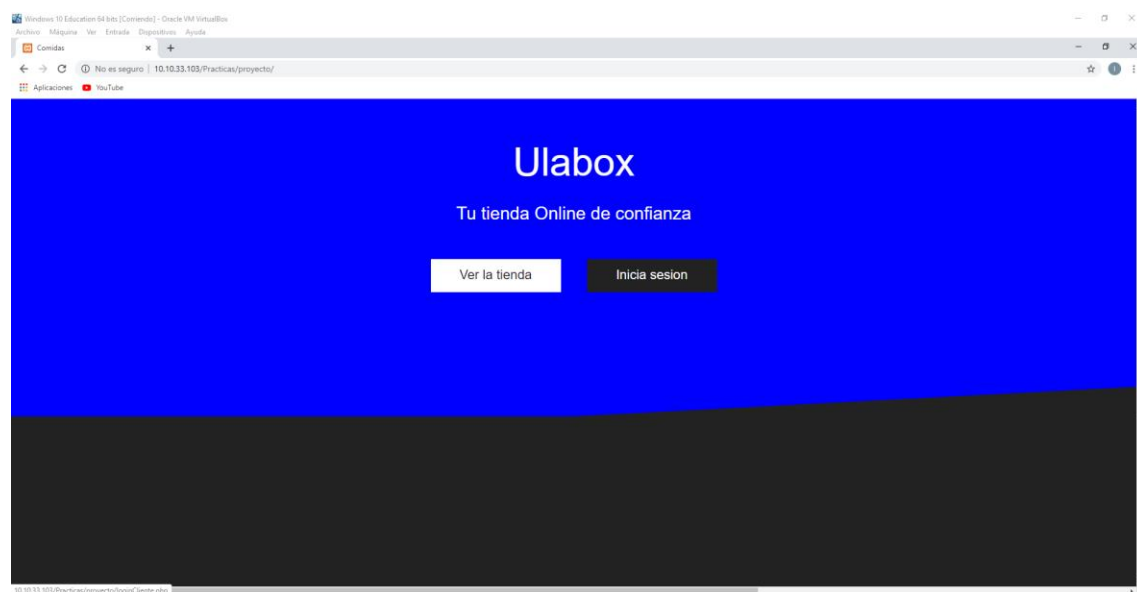 Windows 10 Education 64 bits [Corriendo] - Oracle VM VirtualBox
Archivo Máquina Ver Entrada Dispositivos Ayuda
Comidas
No es seguro | 10.10.33.103/Practicas/proyecto/
Aplicaciones YouTube
Ulabox
Tu tienda Online de confianza
Ver la tienda Inicia sesion
10.10.33.103/Practicas/proyecto/loginCliente.php